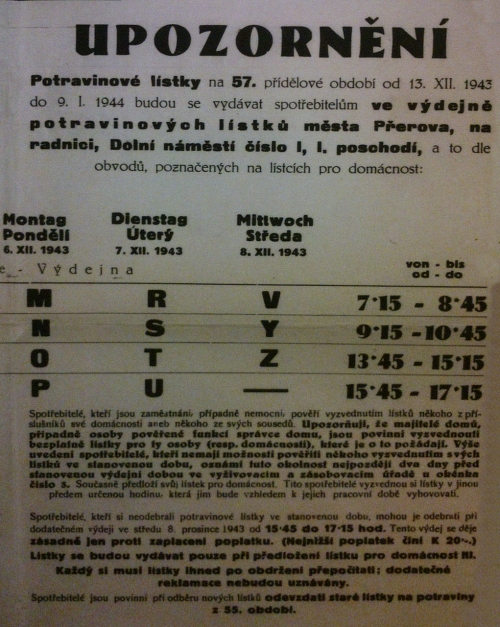 UPOZORNĚNÍ
Potravinové lístky na 57. přídělové období od 13. XII. 1943
do 9. I. 1944 budou se vydávat spotřebitelům ve výdejně
potravinových lístků města Přerova, na
radnici, Dolní náměstí číslo I, I. poschodí, a to dle
obvodů, poznačených na lístcích pro domácnost:
Montag Dienstag Mittwoch
Pondělí Úterý Středa
6. XII. 1943 7. XII. 1943 8. XII. 1943
von - bis
od - do
e - Výdejna
M R V 7·15 - 8·45
N S Y 9·15 - 10·45
O T Z 13·45 - 15·15
P U — 15·45 - 17·15
Spotřebitelé, kteří jsou zaměstnáni, případně nemocni, pověří vyzvednutím lístků někoho z pří-
slušníků své domácnosti aneb někoho ze svých sousedů. Upozorňuji, že majitelé domů,
případně osoby pověřené funkcí správce domu, jsou povinni vyzvednouti
bezplatně lístky pro ty osoby (resp. domácnosti), které je o to požádají. Výše
uvedení spotřebitelé, kteří nemají možnosti pověřiti někoho vyzvednutím svých
lístků ve stanovenou dobu, oznámí tuto okolnost nejpozději dva dny před
stanovenou výdejní dobou ve vyživovacím a zásobovacím úřadě u okénka
číslo 3. Současně předloží svůj lístek pro domácnost. Tito spotřebitelé vyzvednou si lístky v jinou
předem určenou hodinu, která jim bude vzhledem k jejich pracovní době vyhovovati.
Spotřebitelé, kteří si neodebrali potravinové lístky ve stanovenou dobu, mohou je odebrati při
dodatečném výdeji ve středu 8. prosince 1943 od 15·45 do 17·15 hod. Tento výdej se děje
zásadně jen proti zaplacení poplatku. (Nejnižší poplatek činí K 20·-.)
Lístky se budou vydávat pouze při předložení lístku pro domácnost III.
Každý si musí lístky ihned po obdržení přepočítati; dodatečné
reklamace nebudou uznávány.
Spotřebitelé jsou povinni při odběru nových lístků odevzdati staré lístky na potraviny
z 55. období.